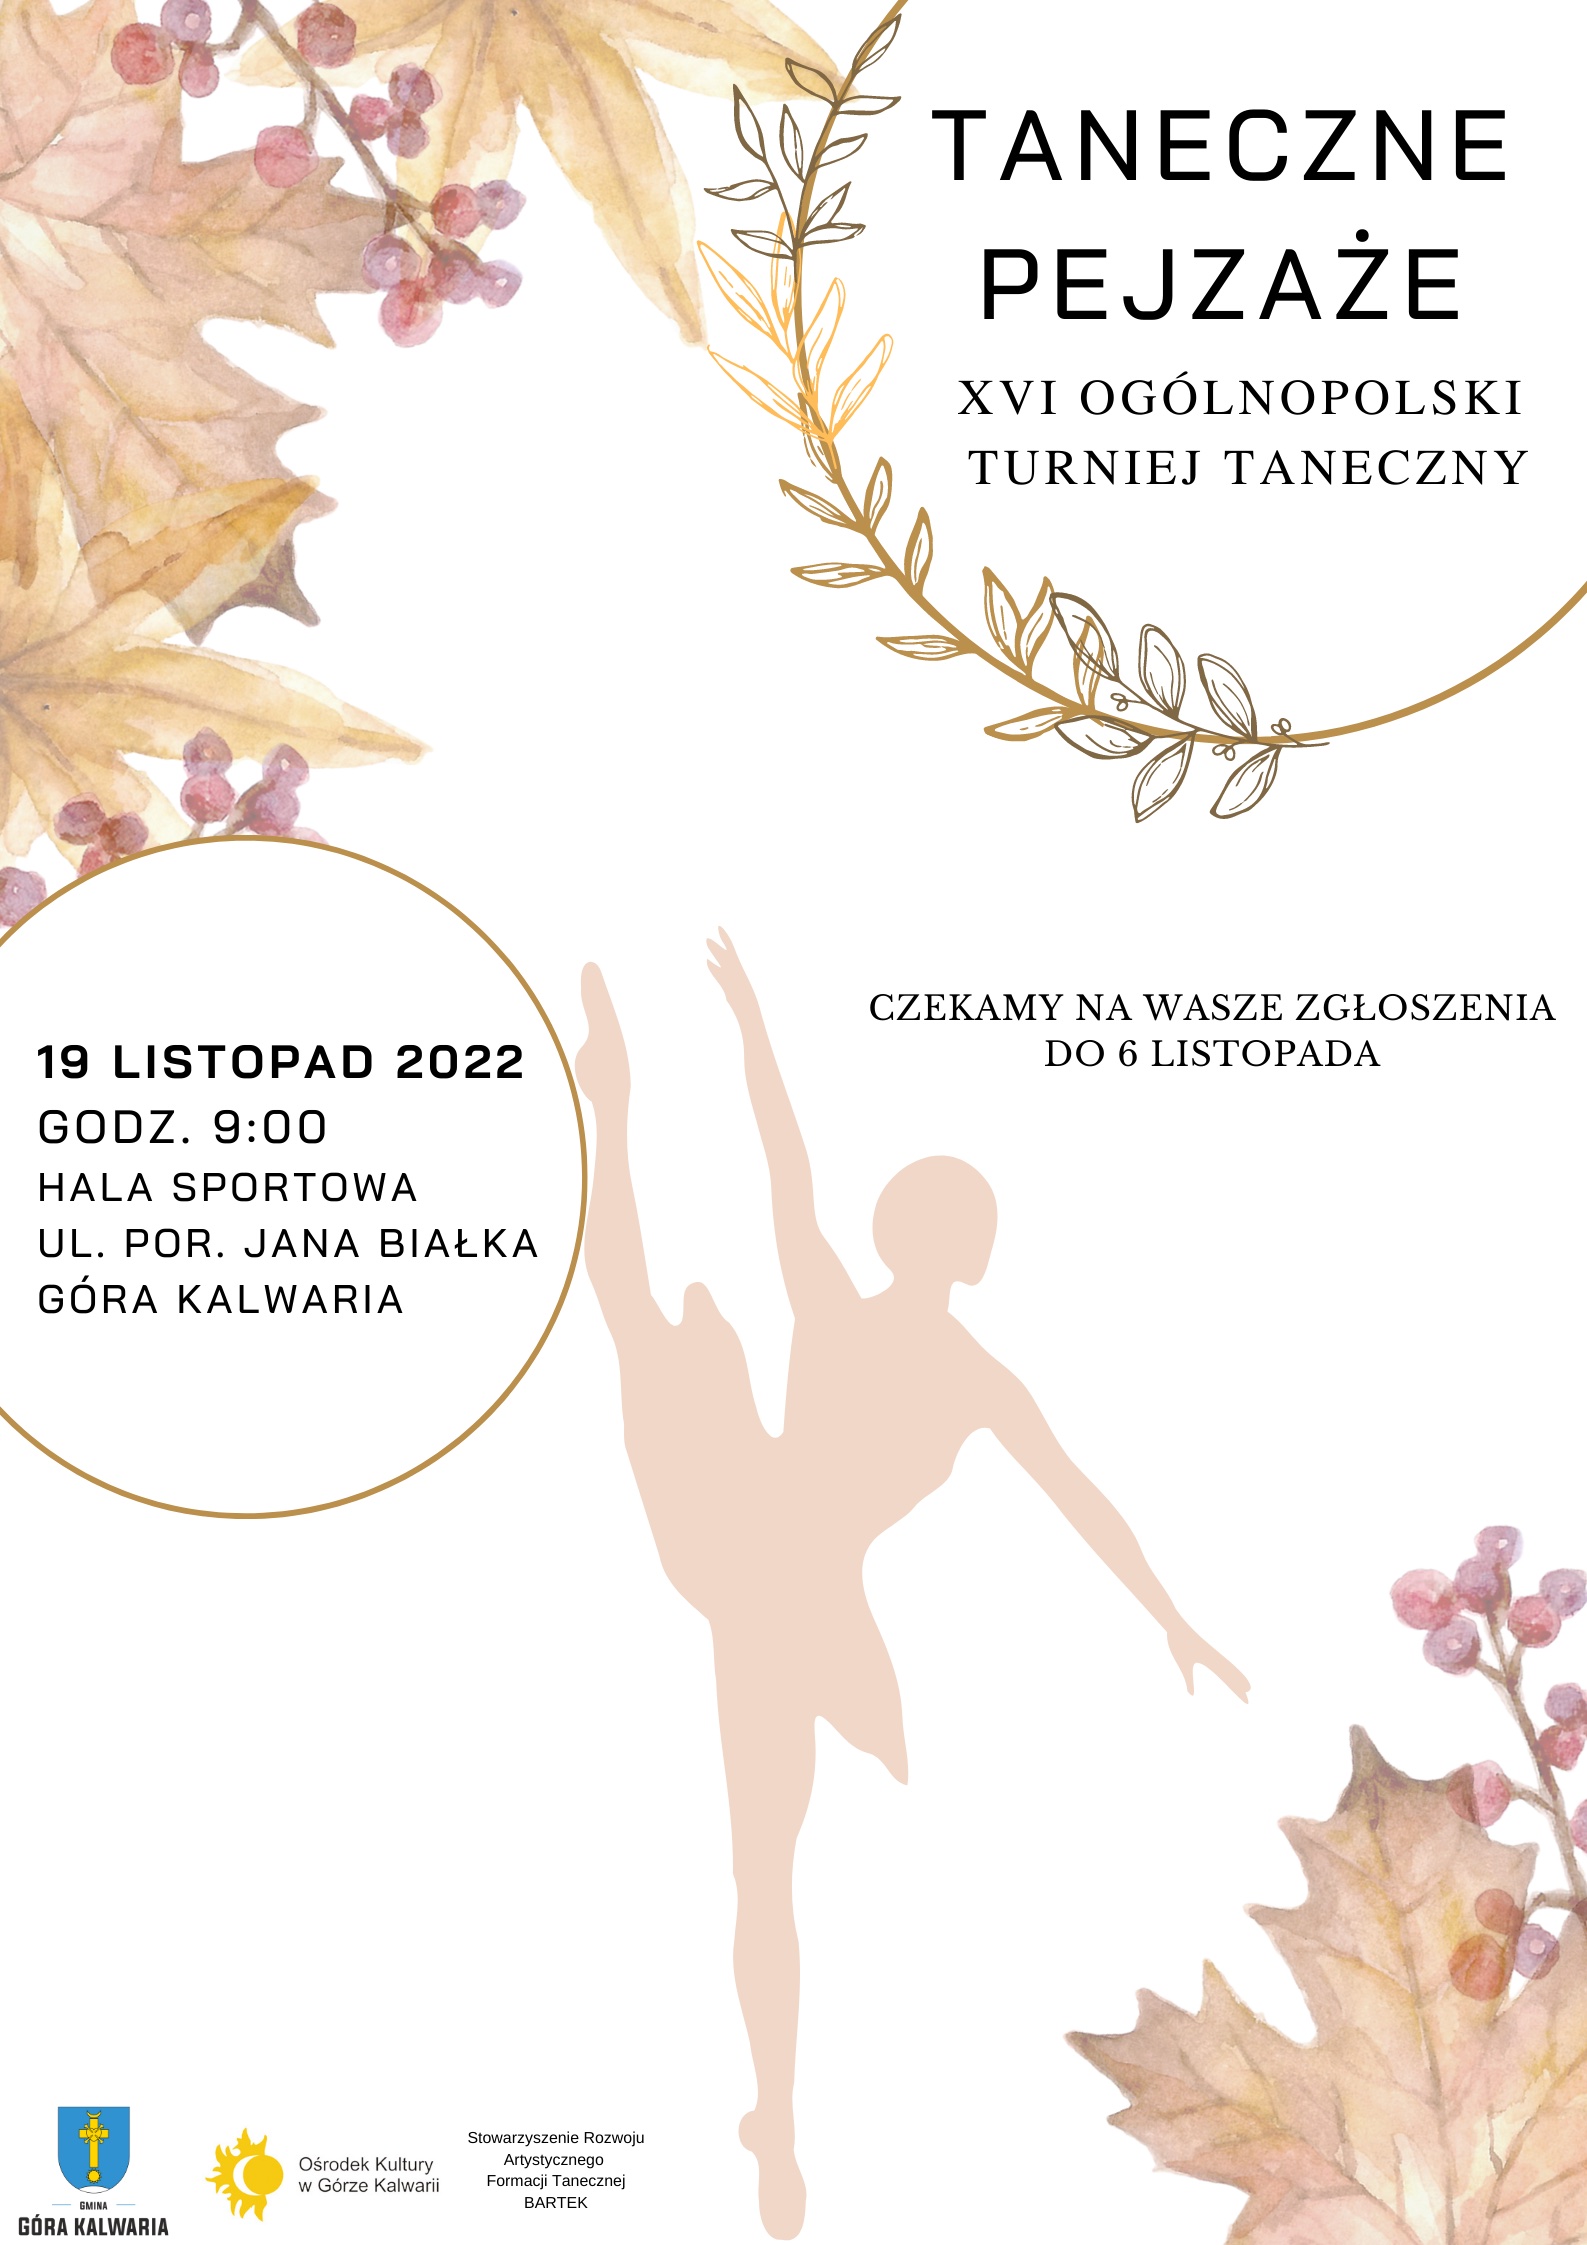 TANECZNE
PEJZAŻE
XVI OGÓLNOPOLSKI
TURNIEJ TANECZNY
CZEKAMY NA WASZE ZGŁOSZENIA
DO 6 LISTOPADA
19 LISTOPAD 2022
GODZ. 9:00
HALA SPORTOWA
UL. POR. JANA BIAŁKA
GÓRA KALWARIA
GMINA
GÓRA KALWARIA
Ośrodek Kultury
w Górze Kalwarii
Stowarzyszenie Rozwoju
Artystycznego
Formacji Tanecznej
BARTEK